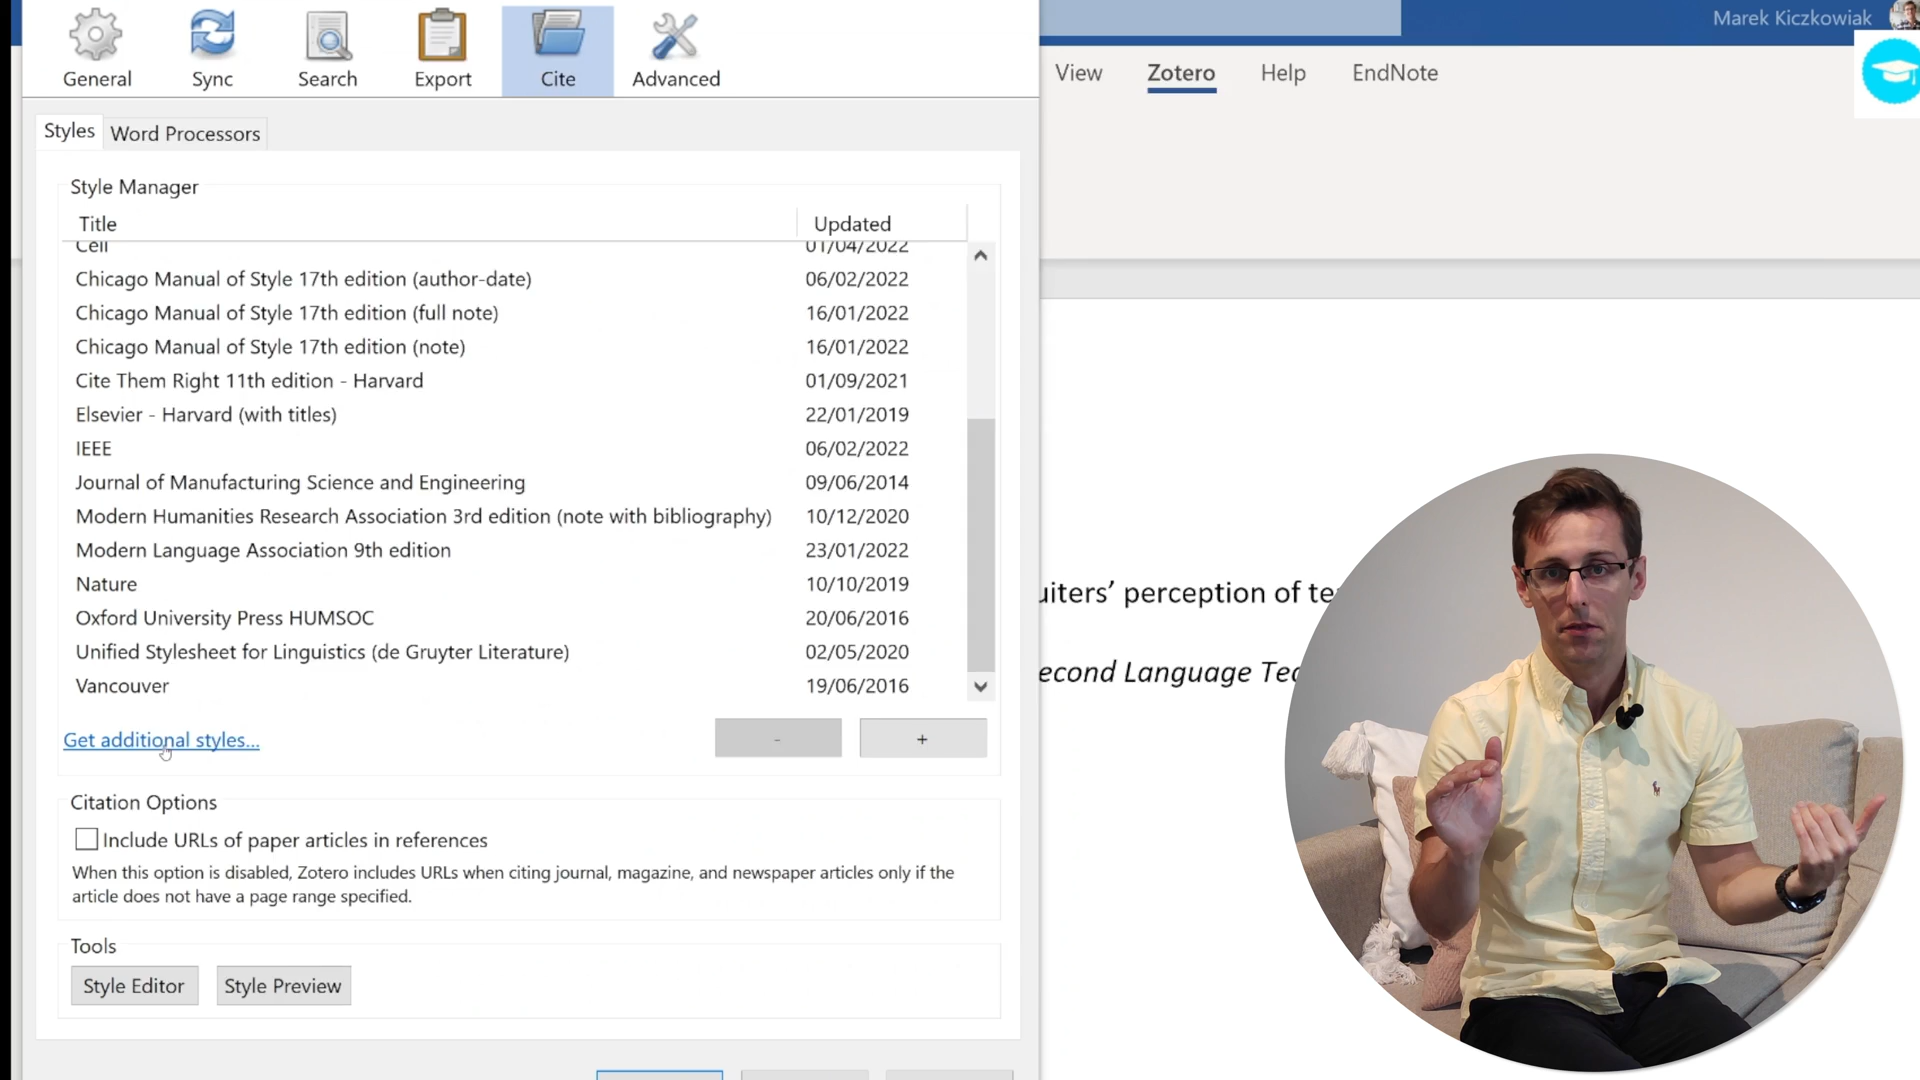 General
Sync
Search
Export
Cite
Advanced
Marek Kiczkowiak
View
Zotero
Help
EndNote
Styles
Word Processors
Style Manager
Title
Updated
Cell
01/04/2022
Chicago Manual of Style 17th edition (author-date)
06/02/2022
Chicago Manual of Style 17th edition (full note)
16/01/2022
Chicago Manual of Style 17th edition (note)
16/01/2022
Cite Them Right 11th edition - Harvard
01/09/2021
Elsevier - Harvard (with titles)
22/01/2019
IEEE
06/02/2022
Journal of Manufacturing Science and Engineering
09/06/2014
Modern Humanities Research Association 3rd edition (note with bibliography)
10/12/2020
Modern Language Association 9th edition
23/01/2022
Nature
10/10/2019
Oxford University Press HUMSOC
20/06/2016
Unified Stylesheet for Linguistics (de Gruyter Literature)
02/05/2020
Vancouver
19/06/2016
Get additional styles...
-
+
Citation Options
Include URLs of paper articles in references
When this option is disabled, Zotero includes URLs when citing journal, magazine, and newspaper articles only if the
article does not have a page range specified.
Tools
Style Editor
Style Preview
uiters' perception of te
econd Language Tea